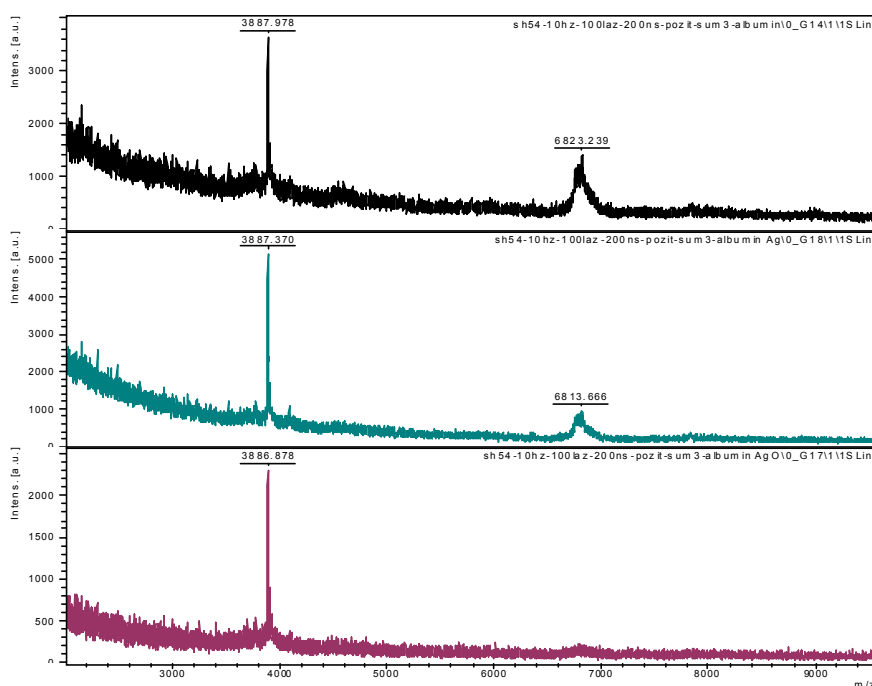 3887.978
sh54-10hz-100laz-200ns-pozit-sum3-albumin\0_G14\1\1S Lin
Intens. [a.u.]
3000
2000
1000
0
6823.239
3887.370
sh54-10hz-100laz-200ns-pozit-sum3-albumin Ag\0_G18\1\1S Lin
Intens. [a.u.]
5000
4000
3000
2000
1000
0
6813.666
3886.878
sh54-10hz-100laz-200ns-pozit-sum3-albumin AgO\0_G17\1\1S Lin
Intens. [a.u.]
2000
1500
1000
500
0
3000 4000 5000 6000 7000 8000 9000